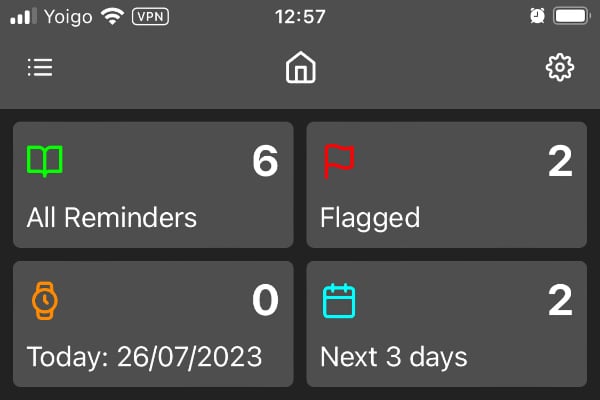 Yoigo VPN 12:57
6
All Reminders
2
Flagged
0
Today: 26/07/2023
2
Next 3 days